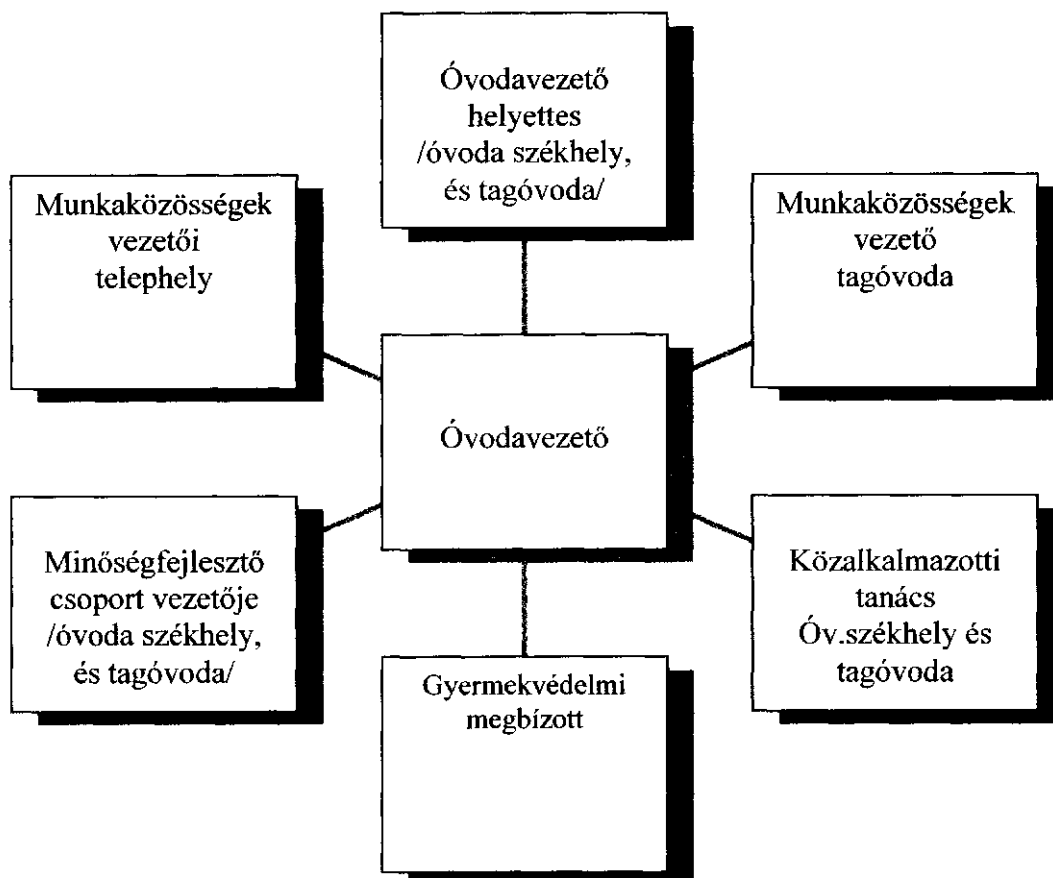 Óvodavezető
helyettes
/óvoda székhely,
és tagóvoda/
Munkaközösségek
vezetői
telephely
Munkaközösségek
vezető
tagóvoda
Óvodavezető
Minőségfejlesztő
csoport vezetője
/óvoda székhely,
és tagóvoda/
Közalkalmazotti
tanács
Óv.székhely és
tagóvoda
Gyermekvédelmi
megbízott